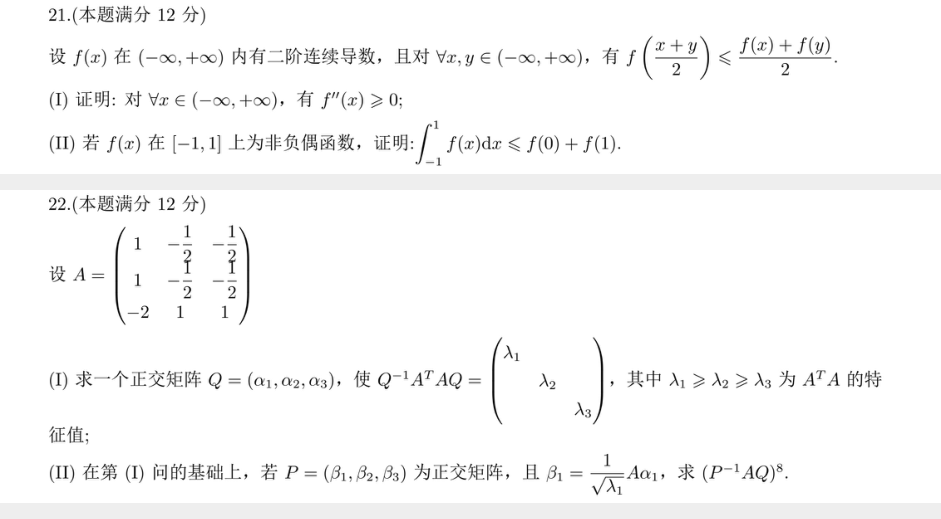 21.(本题满分 12 分)
设 f(x) 在 (−∞,+∞) 内有二阶连续导数，且对 ∀x,y ∈ (−∞,+∞)，有 f((x+y)/2) ⩽ (f(x)+f(y))/2.
(I) 证明: 对 ∀x ∈ (−∞,+∞)，有 f″(x) ⩾ 0;
(II) 若 f(x) 在 [−1,1] 上为非负偶函数，证明:∫_{−1}^{1} f(x)dx ⩽ f(0) + f(1).
22.(本题满分 12 分)
设 A = (1 −1/2 −1/2
1 −1/2 −1/2
−2 1 1)
(I) 求一个正交矩阵 Q = (α₁,α₂,α₃)，使 Q⁻¹AᵀAQ = (λ₁ λ₂ λ₃)，其中 λ₁ ⩾ λ₂ ⩾ λ₃ 为 AᵀA 的特
征值;
(II) 在第 (I) 问的基础上，若 P = (β₁,β₂,β₃) 为正交矩阵，且 β₁ = 1/√λ₁ Aα₁，求 (P⁻¹AQ)⁸.